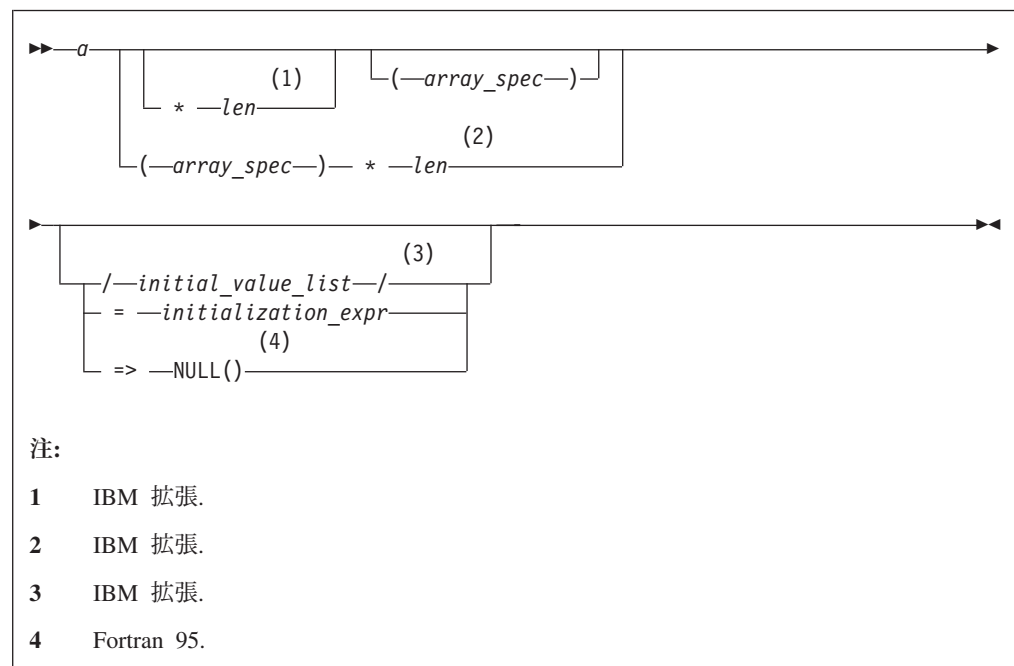 a
(1)
* len
( array_spec )
(2)
( array_spec ) * len
(3)
/ initial_value_list /
= initialization_expr
(4)
=> NULL()
注:
1 IBM 拡張.
2 IBM 拡張.
3 IBM 拡張.
4 Fortran 95.